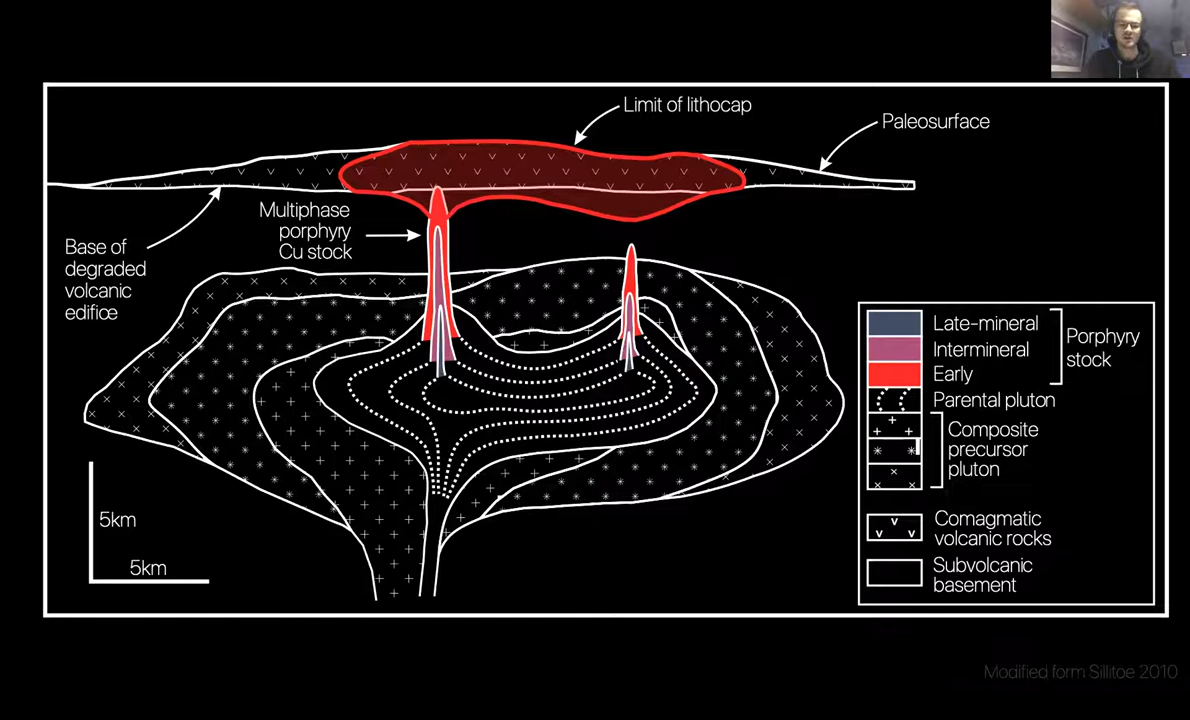 Limit of lithocap
Paleosurface
Multiphase
porphyry
Cu stock
Base of
degraded
volcanic
edifice
5km
5km
Late-mineral
Intermineral
Early
Porphyry
stock
Parental pluton
Composite
precursor
pluton
Comagmatic
volcanic rocks
Subvolcanic
basement
Modified form Sillitoe 2010